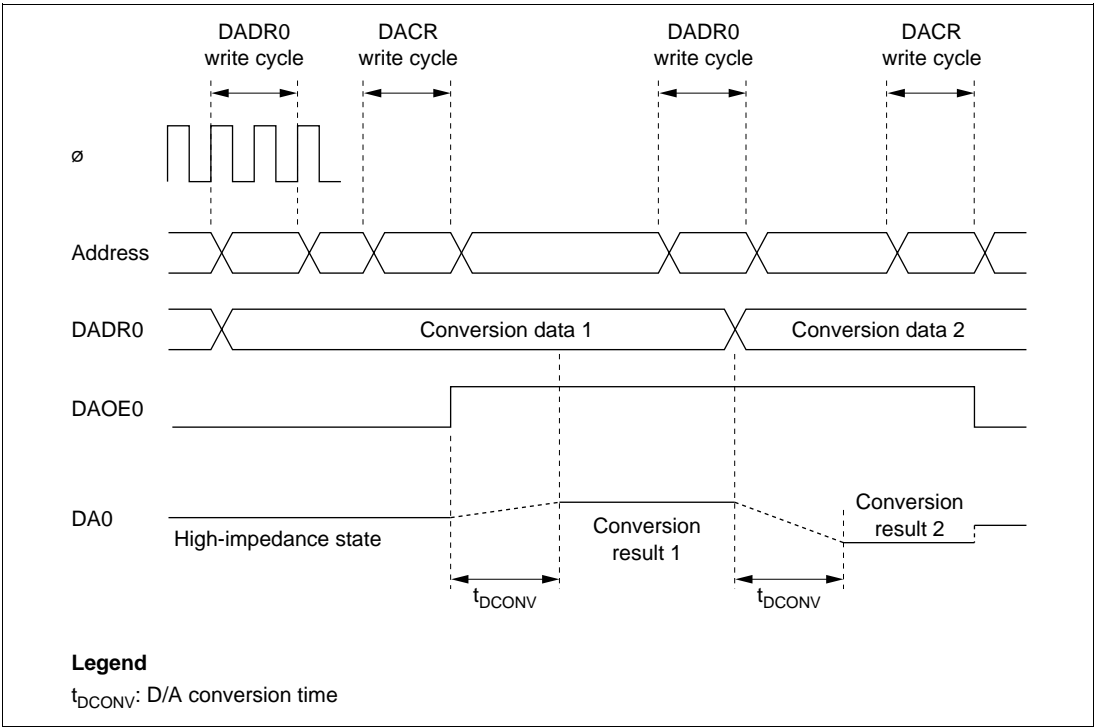 DADR0
write cycle
DACR
write cycle
DADR0
write cycle
DACR
write cycle
ø
Address
DADR0
Conversion data 1
Conversion data 2
DAOE0
DA0
High-impedance state
Conversion
result 1
Conversion
result 2
tDCONV
tDCONV
Legend
tDCONV: D/A conversion time